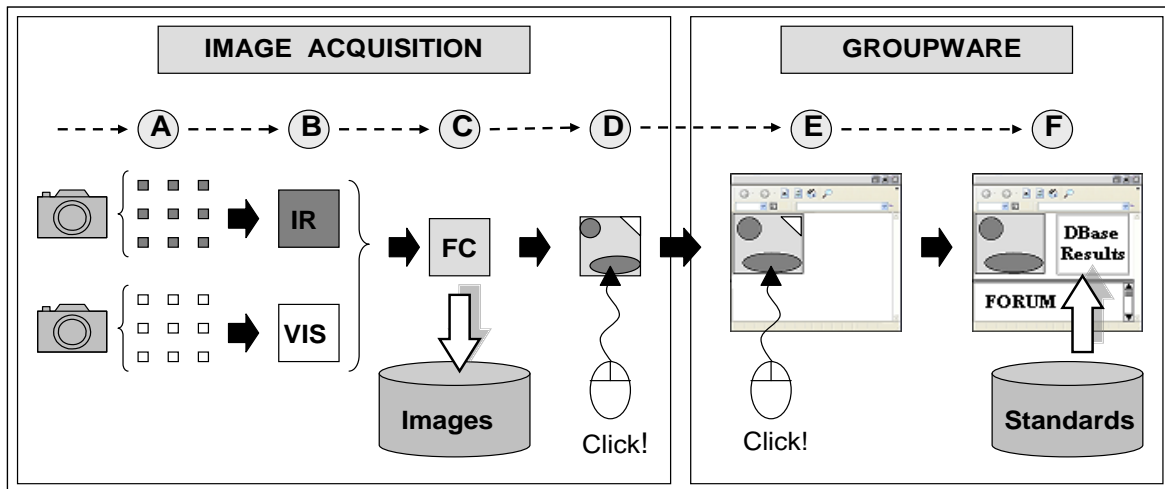 IMAGE ACQUISITION
GROUPWARE
A B C D E F
IR
FC
DBase
Results
FORUM
VIS
Images
Click!
Click!
Standards